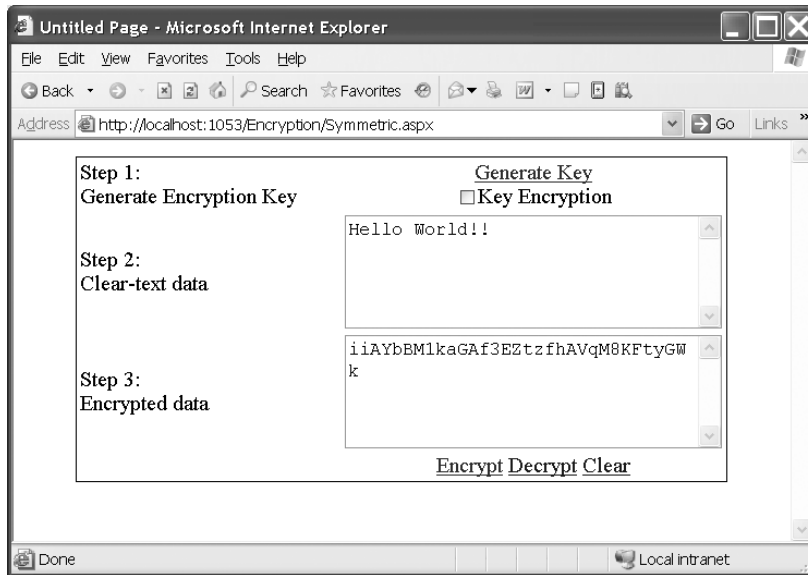 Untitled Page - Microsoft Internet Explorer
File Edit View Favorites Tools Help
Back Search Favorites
Address http://localhost:1053/Encryption/Symmetric.aspx Go Links »
Step 1:
Generate Encryption Key
Generate Key
Key Encryption
Step 2:
Clear-text data
Hello World!!
Step 3:
Encrypted data
iiAYbBM1kaGAf3EZtzfhAVqM8KFtyGW
k
Encrypt Decrypt Clear
Done Local intranet